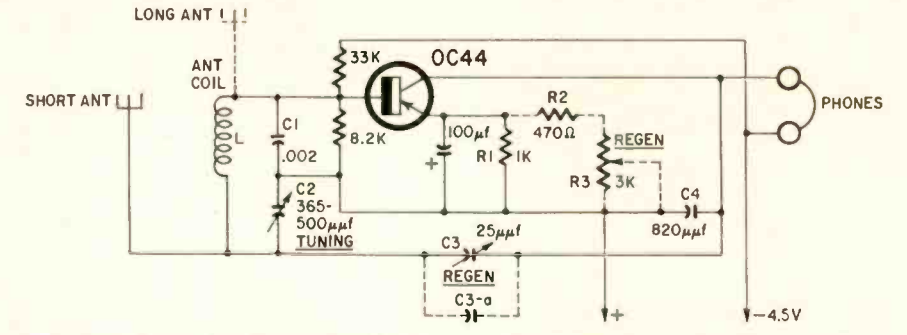 LONG ANT
33K
OC44
ANT
COIL
SHORT ANT
L
C1
.002
8.2K
100µf
+
R1
1K
R2
470Ω
REGEN
R3
3K
PHONES
C2
365-
500µµf
TUNING
C3
25µµf
REGEN
C3-a
C4
820µµf
+
-4.5V